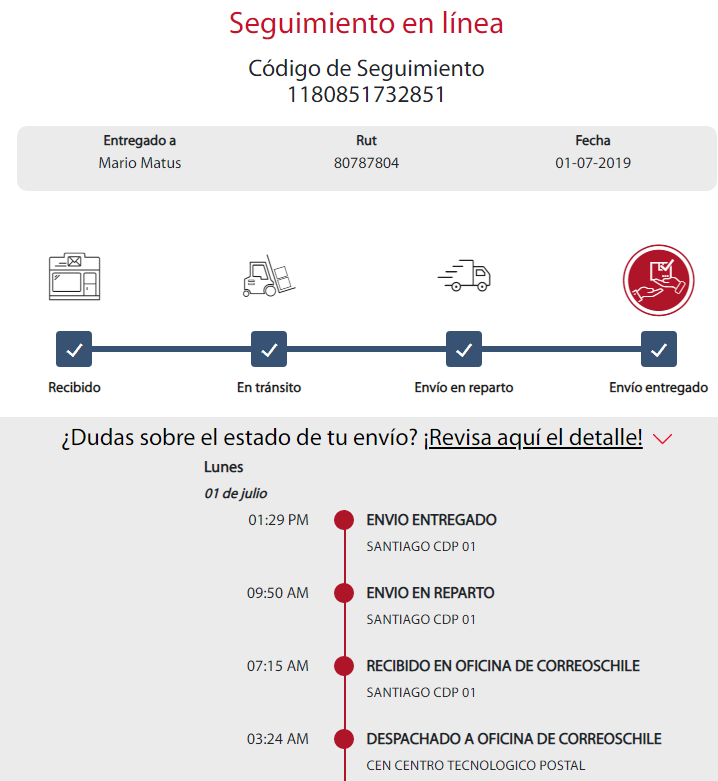 Seguimiento en línea
Código de Seguimiento
1180851732851
Entregado a Rut Fecha
Mario Matus 80787804 01-07-2019
Recibido En tránsito Envío en reparto Envío entregado
¿Dudas sobre el estado de tu envío? ¡Revisa aquí el detalle!
Lunes
01 de julio
01:29 PM ENVIO ENTREGADO
SANTIAGO CDP 01
09:50 AM ENVIO EN REPARTO
SANTIAGO CDP 01
07:15 AM RECIBIDO EN OFICINA DE CORREOSCHILE
SANTIAGO CDP 01
03:24 AM DESPACHADO A OFICINA DE CORREOSCHILE
CEN CENTRO TECNOLOGICO POSTAL